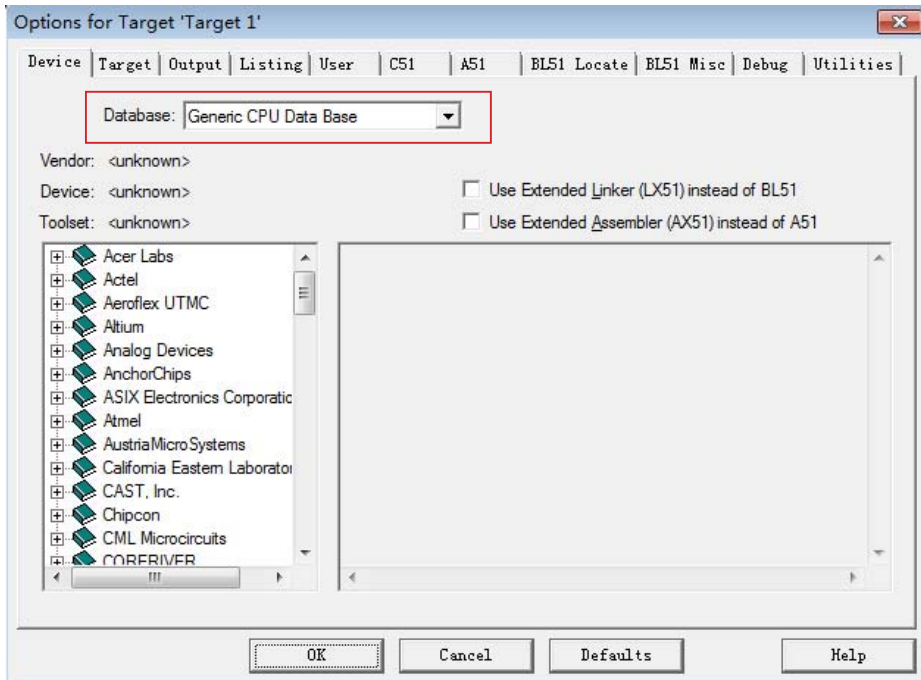 Options for Target 'Target 1'
Device Target Output Listing User C51 A51 BL51 Locate BL51 Misc Debug Utilities
Database: Generic CPU Data Base
Vendor: <unknown>
Device: <unknown>
Use Extended Linker (LX51) instead of BL51
Toolset: <unknown>
Use Extended Assembler (AX51) instead of A51
Acer Labs
Actel
Aeroflex UTMC
Altium
Analog Devices
AnchorChips
ASIX Electronics Corporatic
Atmel
AustriaMicroSystems
California Eastern Laborator
CAST, Inc.
Chipcon
CML Microcircuits
CORERIVER
OK Cancel Defaults Help